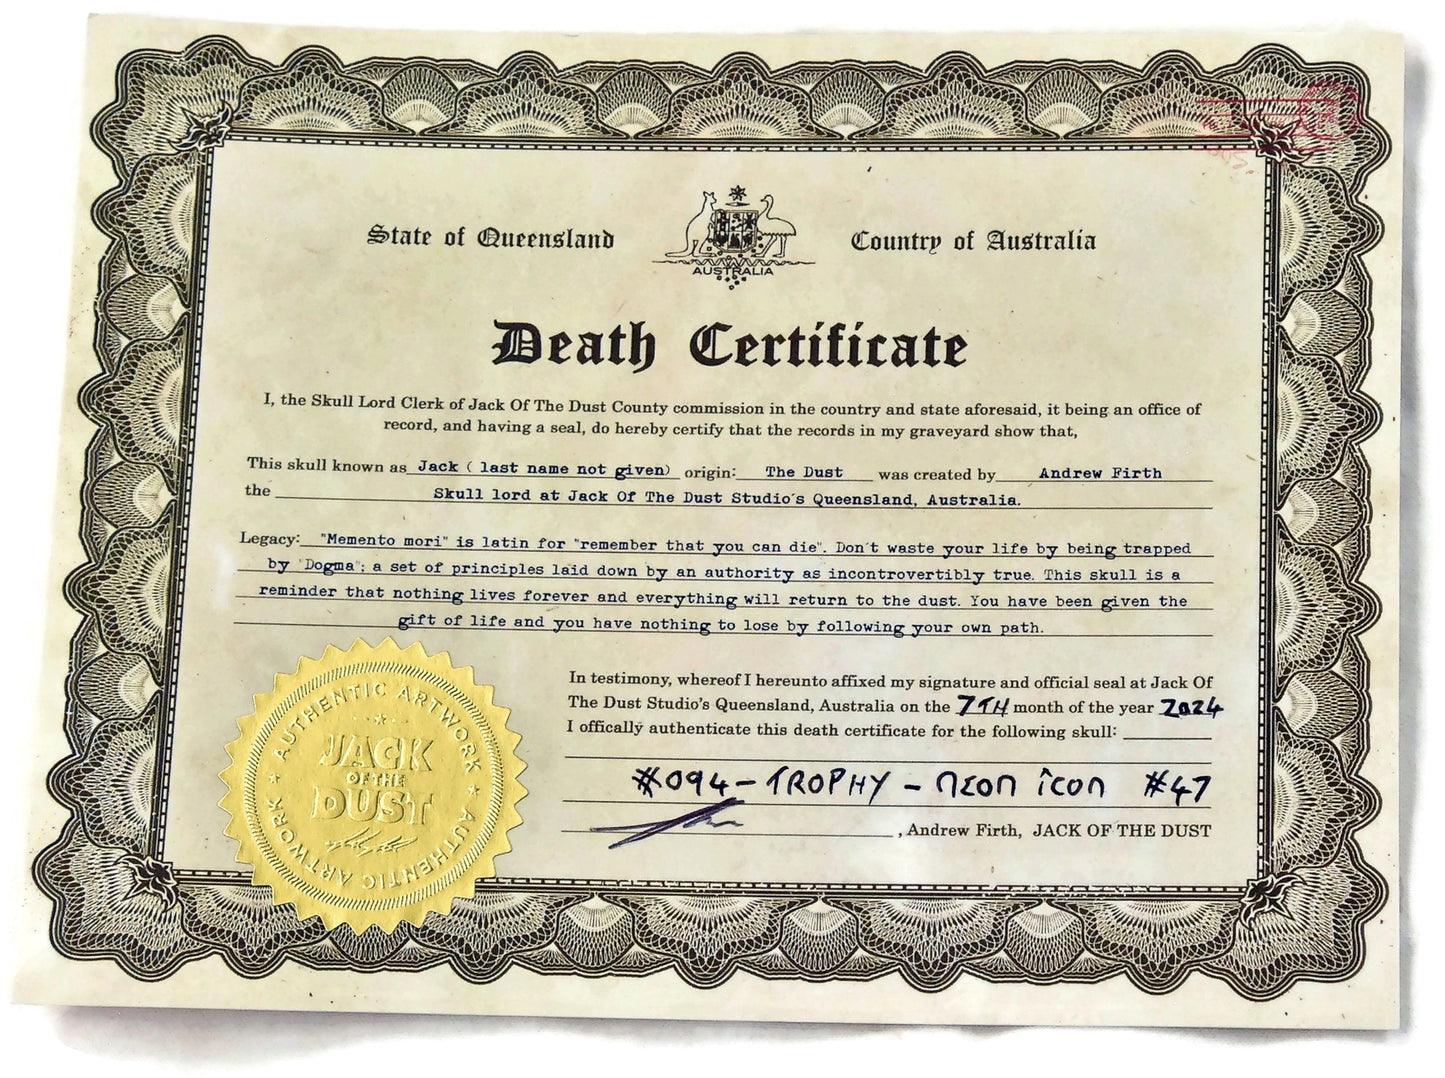 State of Queensland
AUSTRALIA
Country of Australia
Death Certificate
I, the Skull Lord Clerk of Jack Of The Dust County commission in the country and state aforesaid, it being an office of
record, and having a seal, do hereby certify that the records in my graveyard show that,
This skull known as Jack ( last name not given) origin: The Dust was created by Andrew Firth
the Skull lord at Jack Of The Dust Studio's Queensland, Australia.
Legacy: "Memento mori" is latin for "remember that you can die". Don't waste your life by being trapped
by "Dogma"; a set of principles laid down by an authority as incontrovertibly true. This skull is a
reminder that nothing lives forever and everything will return to the dust. You have been given the
gift of life and you have nothing to lose by following your own path.
In testimony, whereof I hereunto affixed my signature and official seal at Jack Of
The Dust Studio's Queensland, Australia on the 7TH month of the year 2024
I offically authenticate this death certificate for the following skull:
#094 - TROPHY - NEON ICON #47
, Andrew Firth, JACK OF THE DUST
AUTHENTIC ARTWORK
JACK
OF THE
DUST
AUTHENTIC ARTWORK